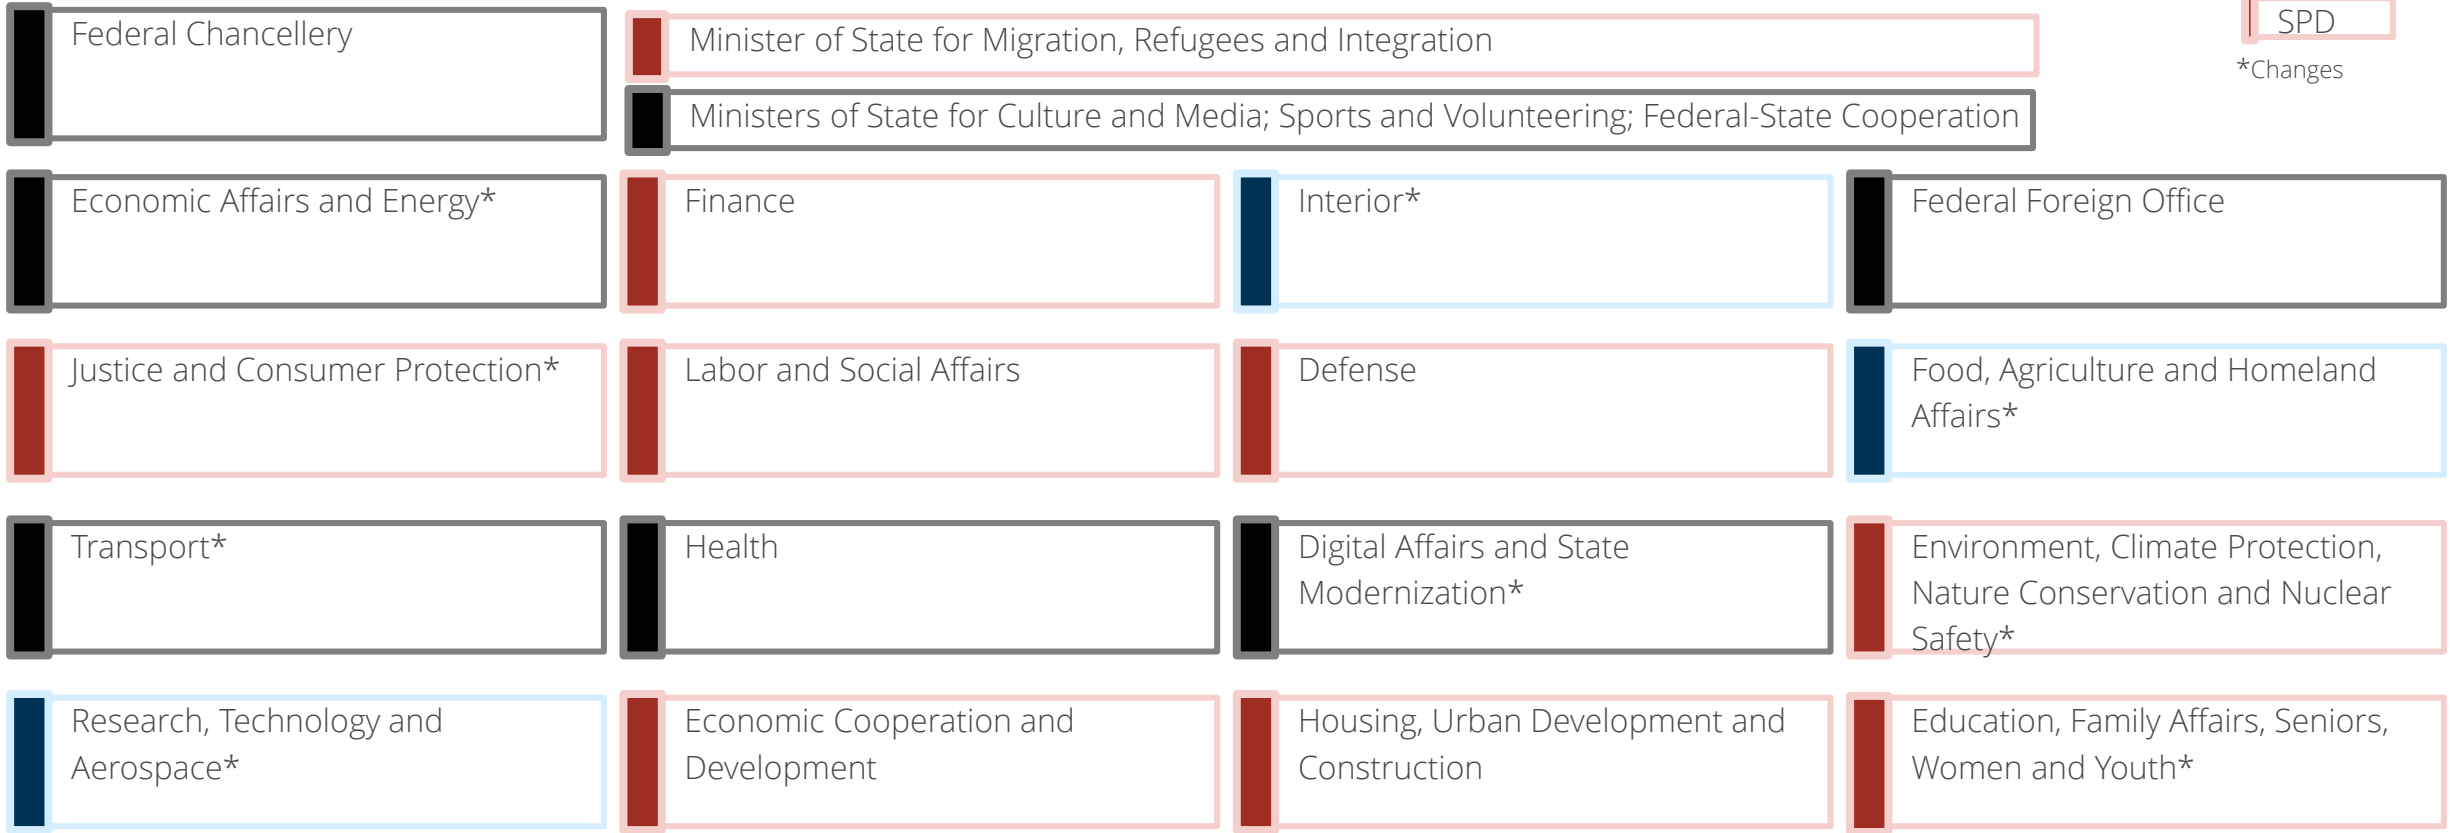 Federal Chancellery
Minister of State for Migration, Refugees and Integration
SPD
*Changes
Ministers of State for Culture and Media; Sports and Volunteering; Federal-State Cooperation
Economic Affairs and Energy*
Finance
Interior*
Federal Foreign Office
Justice and Consumer Protection*
Labor and Social Affairs
Defense
Food, Agriculture and Homeland
Affairs*
Transport*
Health
Digital Affairs and State
Modernization*
Environment, Climate Protection,
Nature Conservation and Nuclear
Safety*
Research, Technology and
Aerospace*
Economic Cooperation and
Development
Housing, Urban Development and
Construction
Education, Family Affairs, Seniors,
Women and Youth*